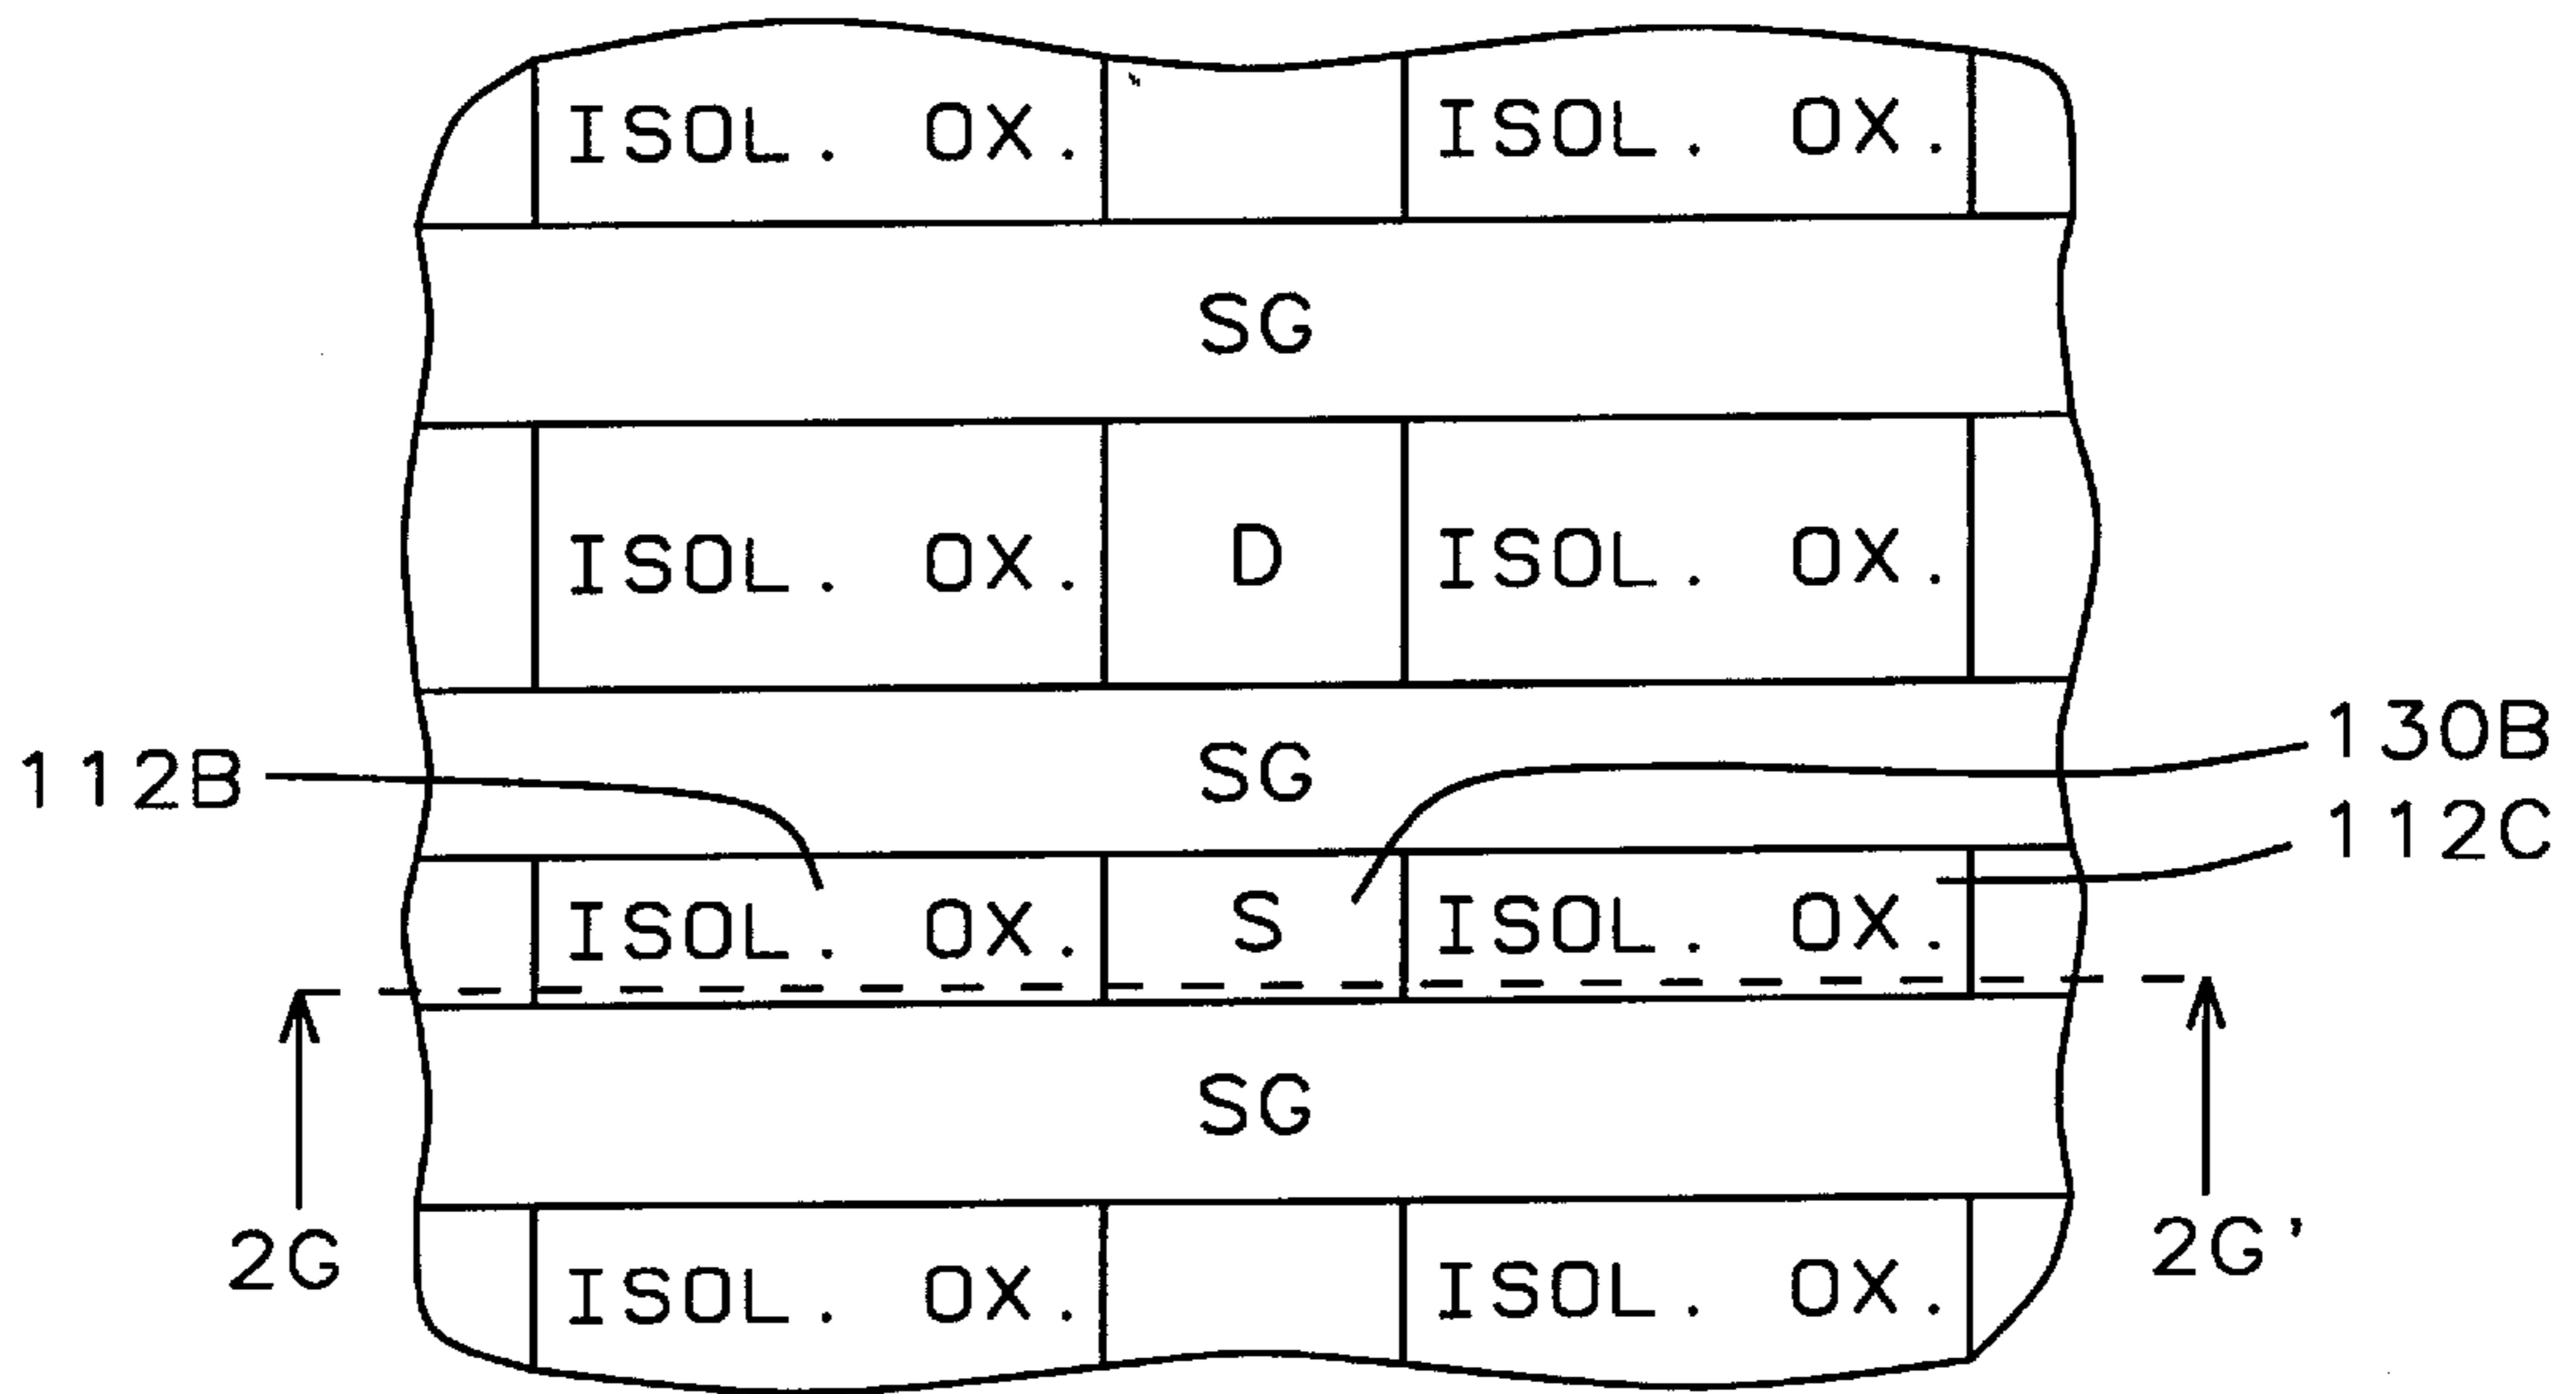 ISOL. OX. ISOL. OX.
SG
ISOL. OX. D ISOL. OX.
SG
112B
130B
112C
ISOL. OX. S ISOL. OX.
SG
2G 2G'
ISOL. OX. ISOL. OX.